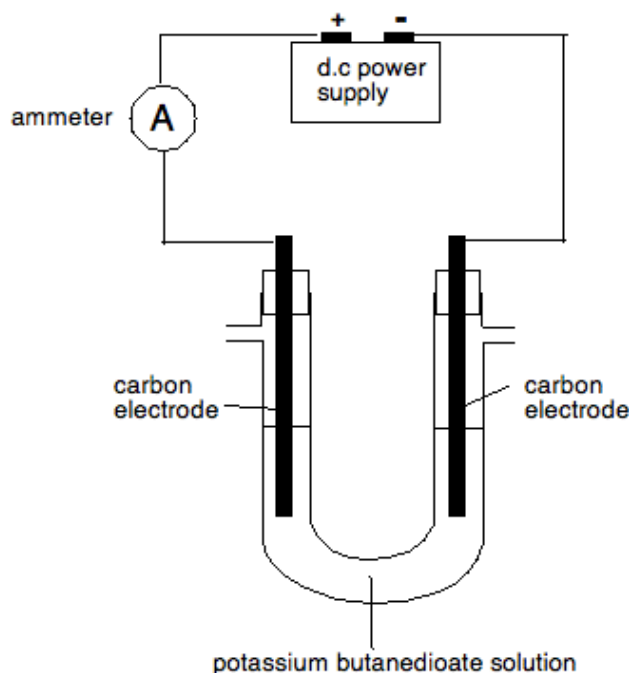 + -
d.c power
supply
ammeter
A
carbon
electrode
carbon
electrode
potassium butanedioate solution